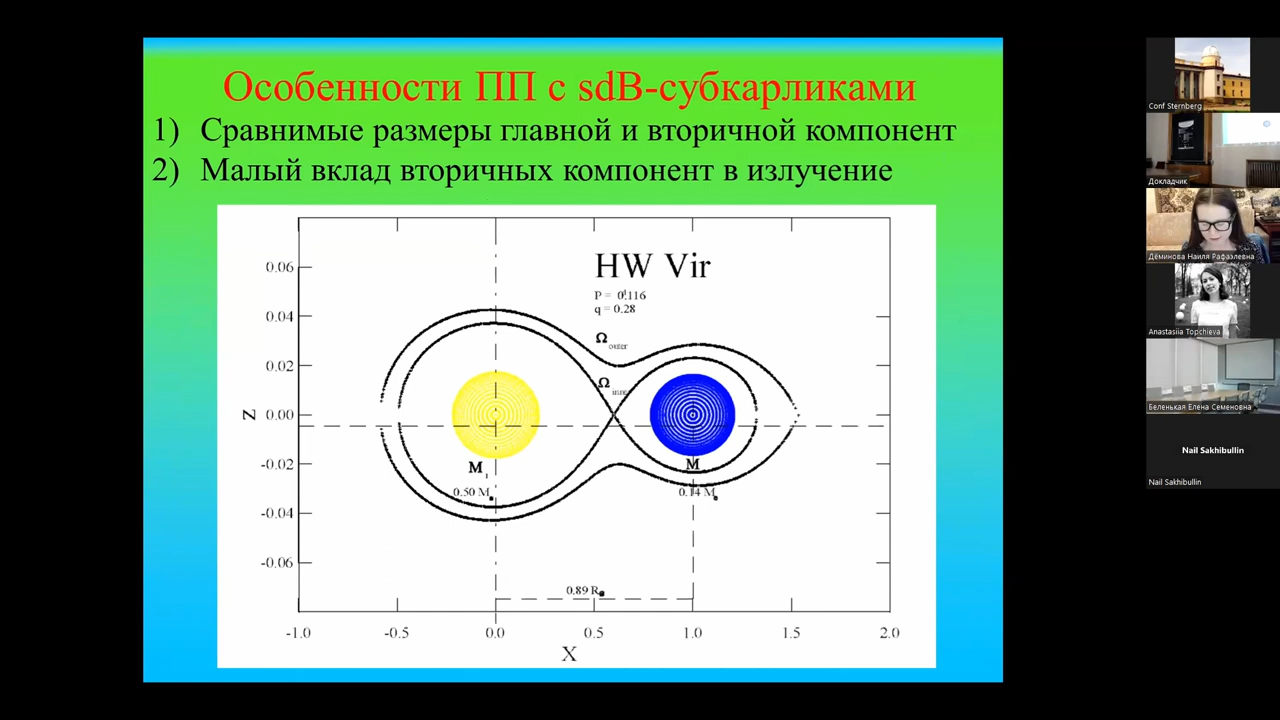 Особенности ПП с sdB-субкарликами
1) Сравнимые размеры главной и вторичной компонент
2) Малый вклад вторичных компонент в излучение
HW Vir
P = 0.116
q = 0.28
Ω outer
Ω
0.06
0.04
0.02
0.00
-0.02
-0.04
-0.06
Z
M
0.50 M
M
0.14 M
0.89 R
-1.0 -0.5 0.0 0.5 1.0 1.5 2.0
X
Conf Sternberg
Докладчик
Дёминова Наиля Рафаэлевна
Anastasiia Topchieva
Беленькая Елена Семеновна
Nail Sakhibullin
Nail Sakhibullin